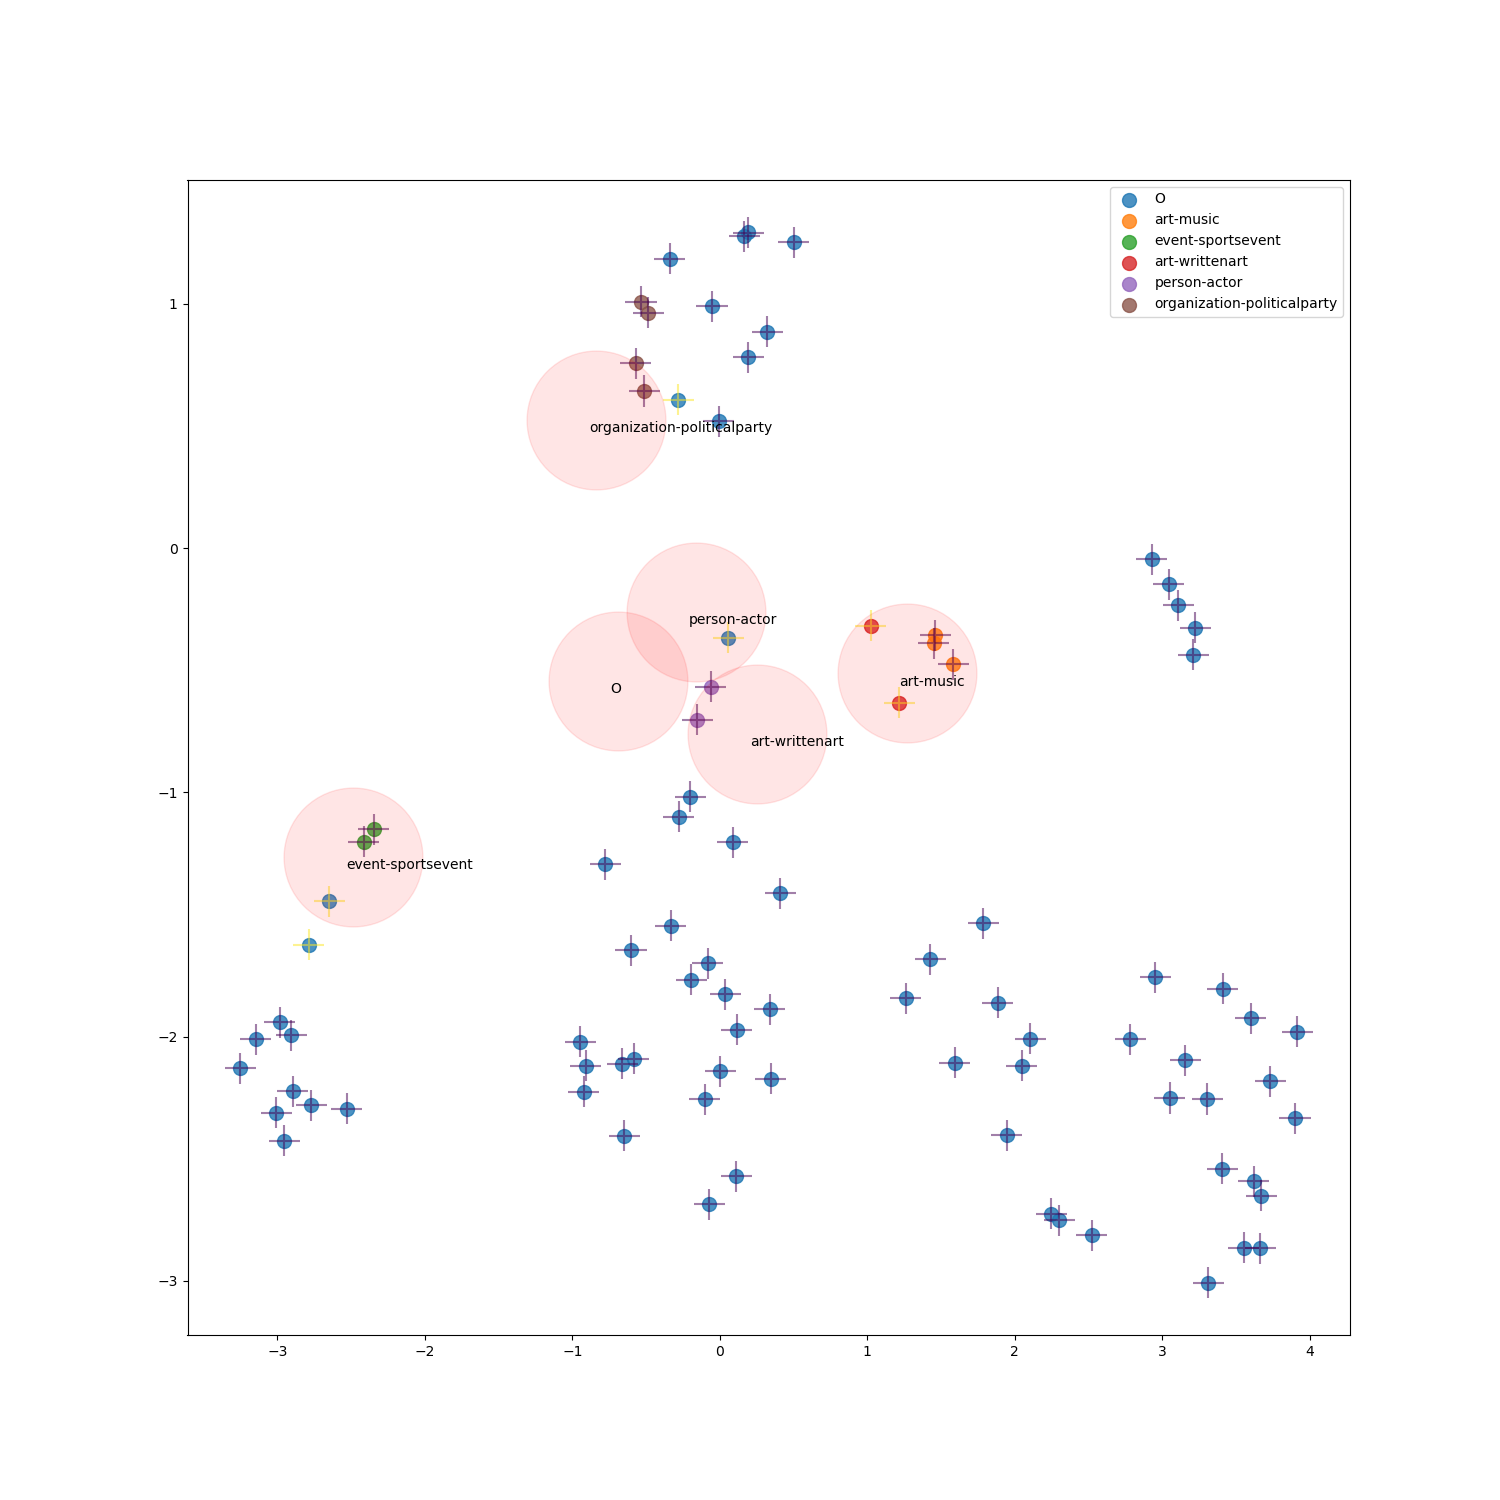 O
art-music
event-sportsevent
art-writtenart
person-actor
organization-politicalparty
1
organization-politicalparty
0
person-actor
art-music
O
art-writtenart
−1
event-sportsevent
−2
−3
−3 −2 −1 0 1 2 3 4